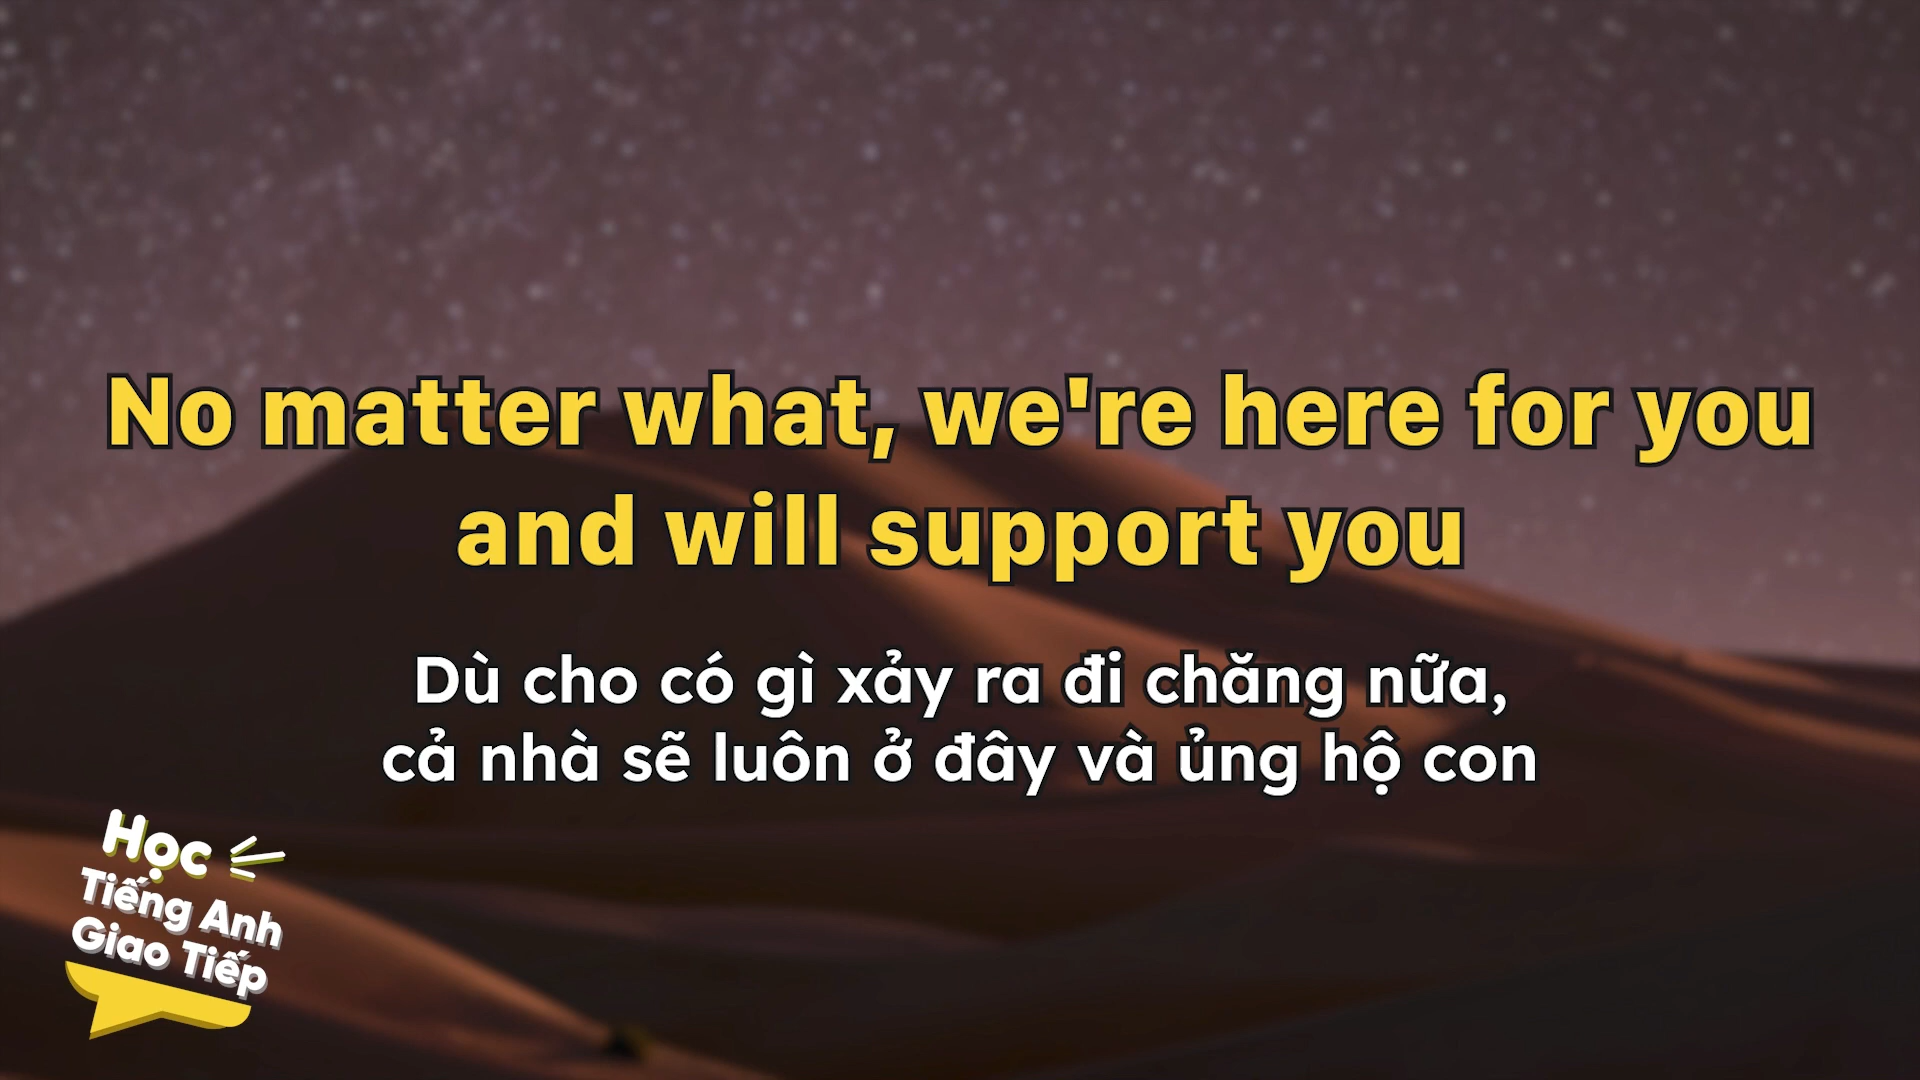 No matter what, we're here for you
and will support you
Dù cho có gì xảy ra đi chăng nữa,
cả nhà sẽ luôn ở đây và ủng hộ con
Học
Tiếng Anh
Giao Tiếp